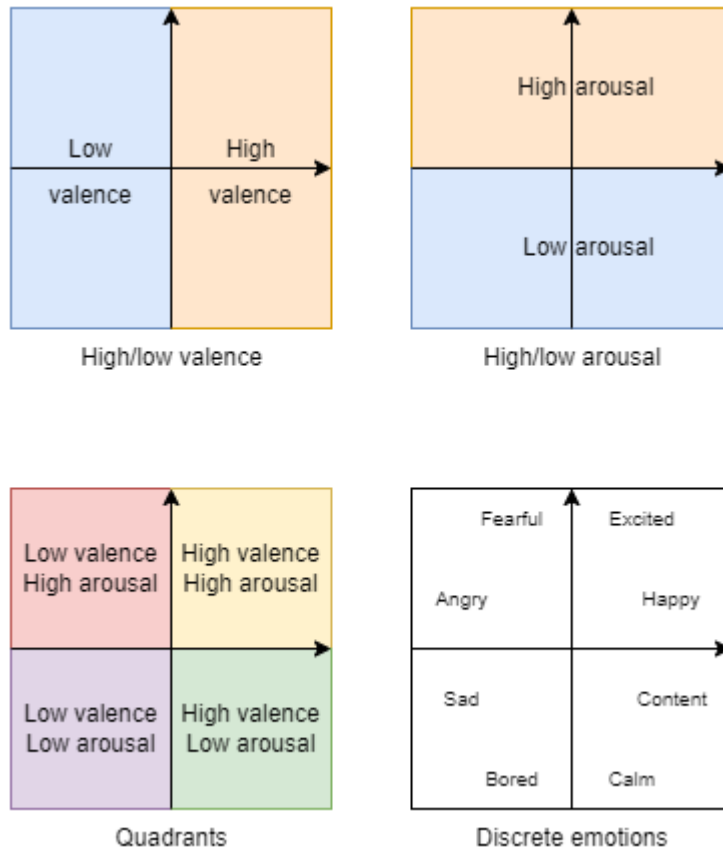 Low
valence
High
valence
High/low valence
High arousal
Low arousal
High/low arousal
Low valence
High arousal
High valence
High arousal
Low valence
Low arousal
High valence
Low arousal
Quadrants
Fearful
Excited
Angry
Happy
Sad
Content
Bored
Calm
Discrete emotions